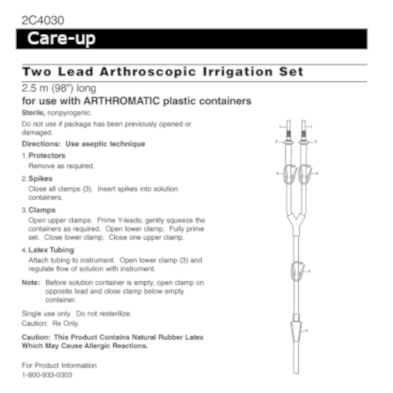 2C4030
Care-up
Two Lead Arthroscopic Irrigation Set
2.5 m (98") long
for use with ARTHROMATIC plastic containers
Sterile, nonpyrogenic.
Do not use if package has been previously opened or
damaged.
Directions: Use aseptic technique
1. Protectors
Remove as required.
2. Spikes
Close all clamps (3). Insert spikes into solution
containers.
3. Clamps
Open upper clamps. Prime Y-leads; gently squeeze the
containers as required. Open lower clamp. Fully prime
set. Close lower clamp. Close one upper clamp.
4. Latex Tubing
Attach tubing to instrument. Open lower clamp (3) and
regulate flow of solution with instrument.
Note: Before solution container is empty, open clamp on
opposite lead and close clamp below empty
container.
Single use only. Do not resterilize.
Caution: Rx Only.
Caution: This Product Contains Natural Rubber Latex
Which May Cause Allergic Reactions.
For Product Information
1-800-933-0303